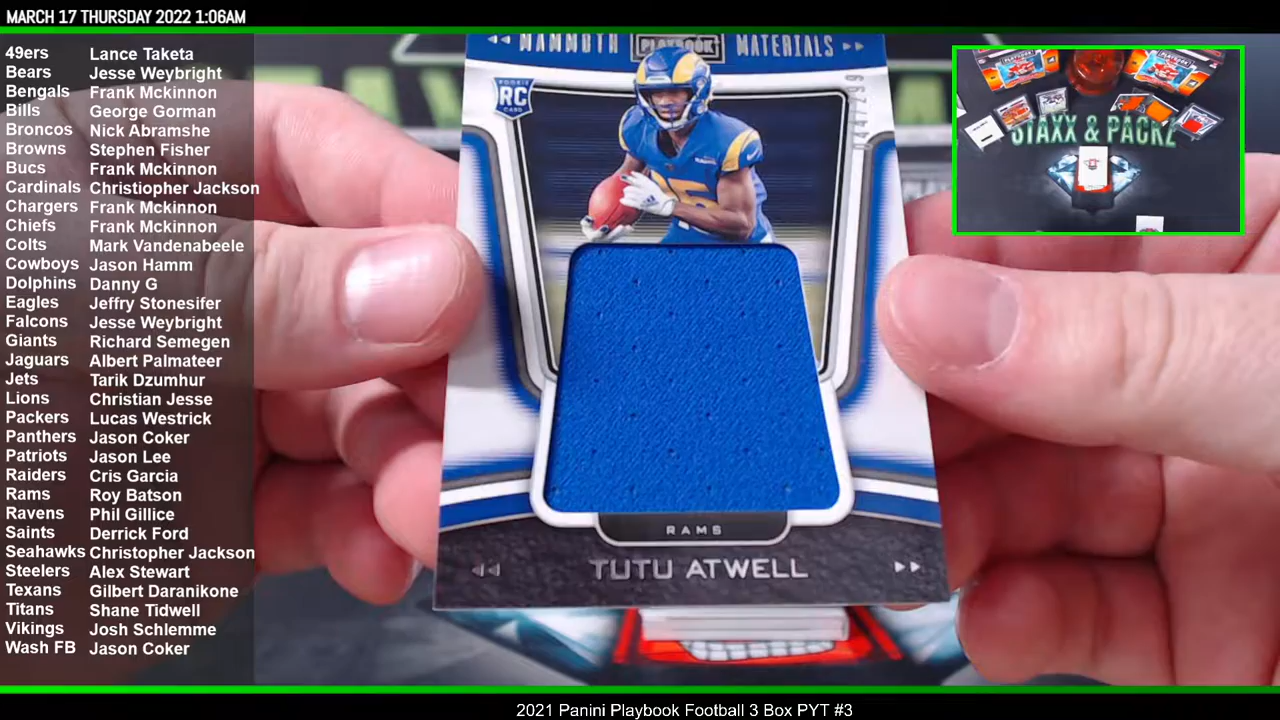 MARCH 17 THURSDAY 2022 1:06AM
49ers Lance Taketa
Bears Jesse Weybright
Bengals Frank Mckinnon
Bills George Gorman
Broncos Nick Abramshe
Browns Stephen Fisher
Bucs Frank Mckinnon
Cardinals Christiopher Jackson
Chargers Frank Mckinnon
Chiefs Frank Mckinnon
Colts Mark Vandenabeele
Cowboys Jason Hamm
Dolphins Danny G
Eagles Jeffry Stonesifer
Falcons Jesse Weybright
Giants Richard Semegen
Jaguars Albert Palmateer
Jets Tarik Dzumhur
Lions Christian Jesse
Packers Lucas Westrick
Panthers Jason Coker
Patriots Jason Lee
Raiders Cris Garcia
Rams Roy Batson
Ravens Phil Gillice
Saints Derrick Ford
Seahawks Christopher Jackson
Steelers Alex Stewart
Texans Gilbert Daranikone
Titans Shane Tidwell
Vikings Josh Schlemme
Wash FB Jason Coker
MAMMOTH PLAYBOOK MATERIALS
ROOKIE
RC
CARD
RAMS
TUTU ATWELL
PLAYBOOK
PLAYBOOK
STAXX & PACKZ
2021 Panini Playbook Football 3 Box PYT #3